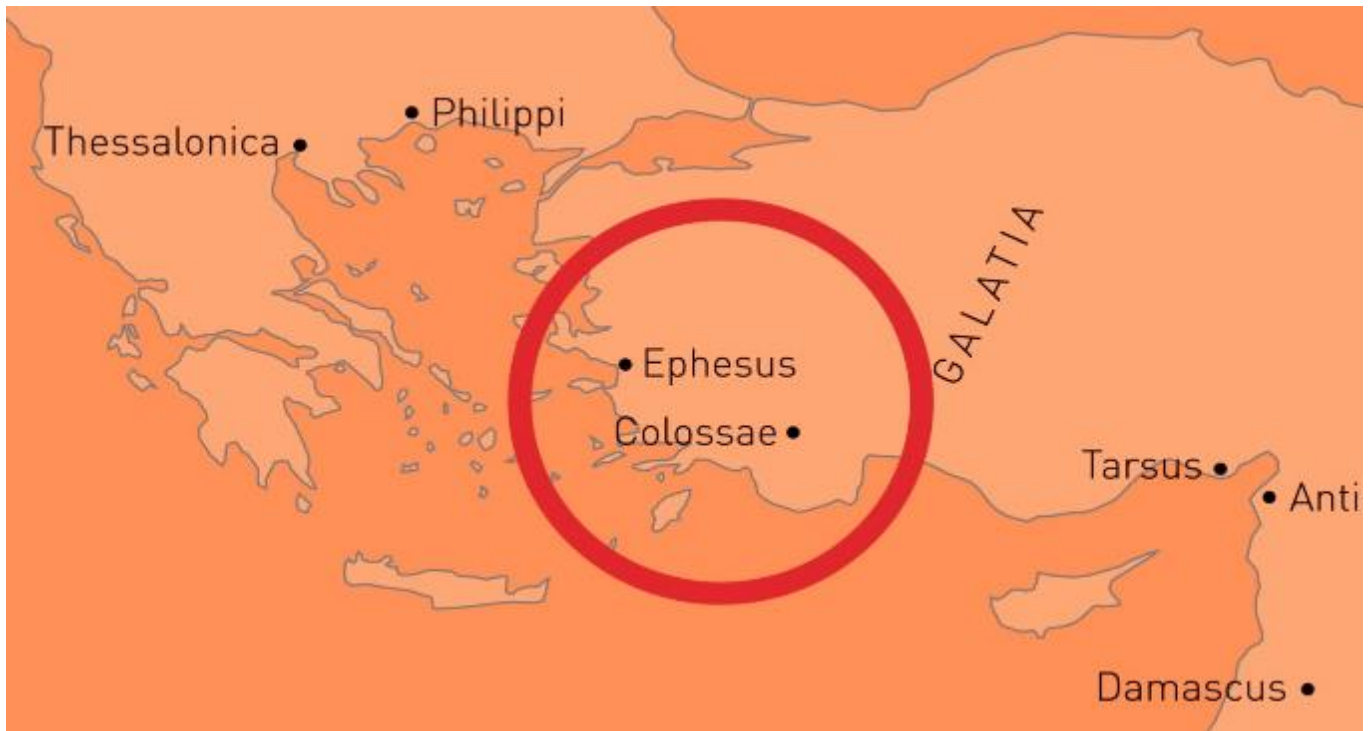 Philippi
Thessalonica
GALATIA
Ephesus
Colossae
Tarsus
Anti
Damascus